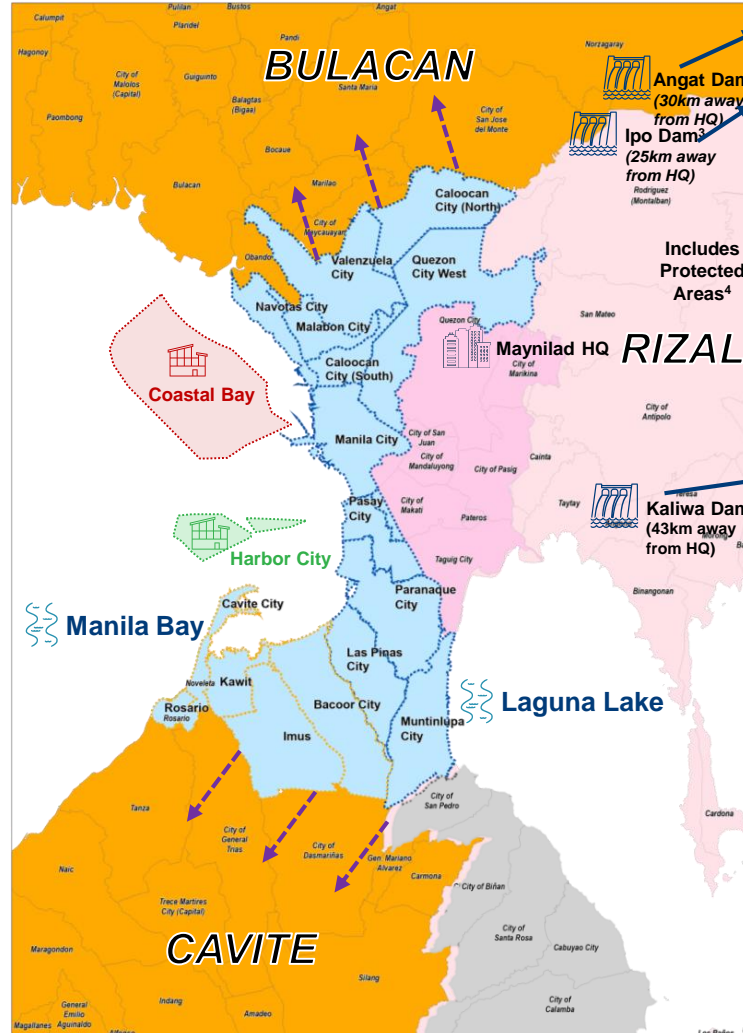 Calumpit
Pulilan
Bustos
Angat
Plandel
Pandi
Norzagaray
Hagonoy
City of
Malolos
(Capital)
Guiguinto
BULACAN
Santa Maria
Balagtas
(Bigaa)
Paombong
City of
San Jose
del Monte
Bocaue
Bulacan
Marilao
City of
Meycauayan
Obando
Angat Dam
(30km away
from HQ)
Ipo Dam³
(25km away
from HQ)
Rodriguez
(Montalban)
Caloocan
City (North)
Valenzuela
City
Quezon
City West
Includes
Protected
Areas⁴
Navotas City
Malabon City
Quezon City
San Mateo
Maynilad HQ
RIZAL
Caloocan
City (South)
City of
Marikina
Coastal Bay
City of
Antipolo
Manila City
City of San
Juan
City of
Mandaluyong
City of Pasig
Cainta
Pasay
City
City of
Makati
Pateros
Taytay
Teresa
Kaliwa Dam
(43km away
from HQ)
Harbor City
Taguig City
Binangonan
Cavite City
Paranaque
City
Manila Bay
Las Pinas
City
Noveleta
Kawit
Rosario
Rosario
Bacoor City
Laguna Lake
Imus
Muntinlupa
City
City of
San Pedro
Cardona
Tanza
City of
General
Trias
City of
Dasmariñas
Gen. Mariano
Alvarez
Carmona
Naic
City of Biñan
Trece Martires
City (Capital)
City of
Santa Rosa
Cabuyao City
Maragondon
CAVITE
Silang
City of
Calamba
Indang
Amadeo
General
Emilio
Aguinaldo
Magallanes